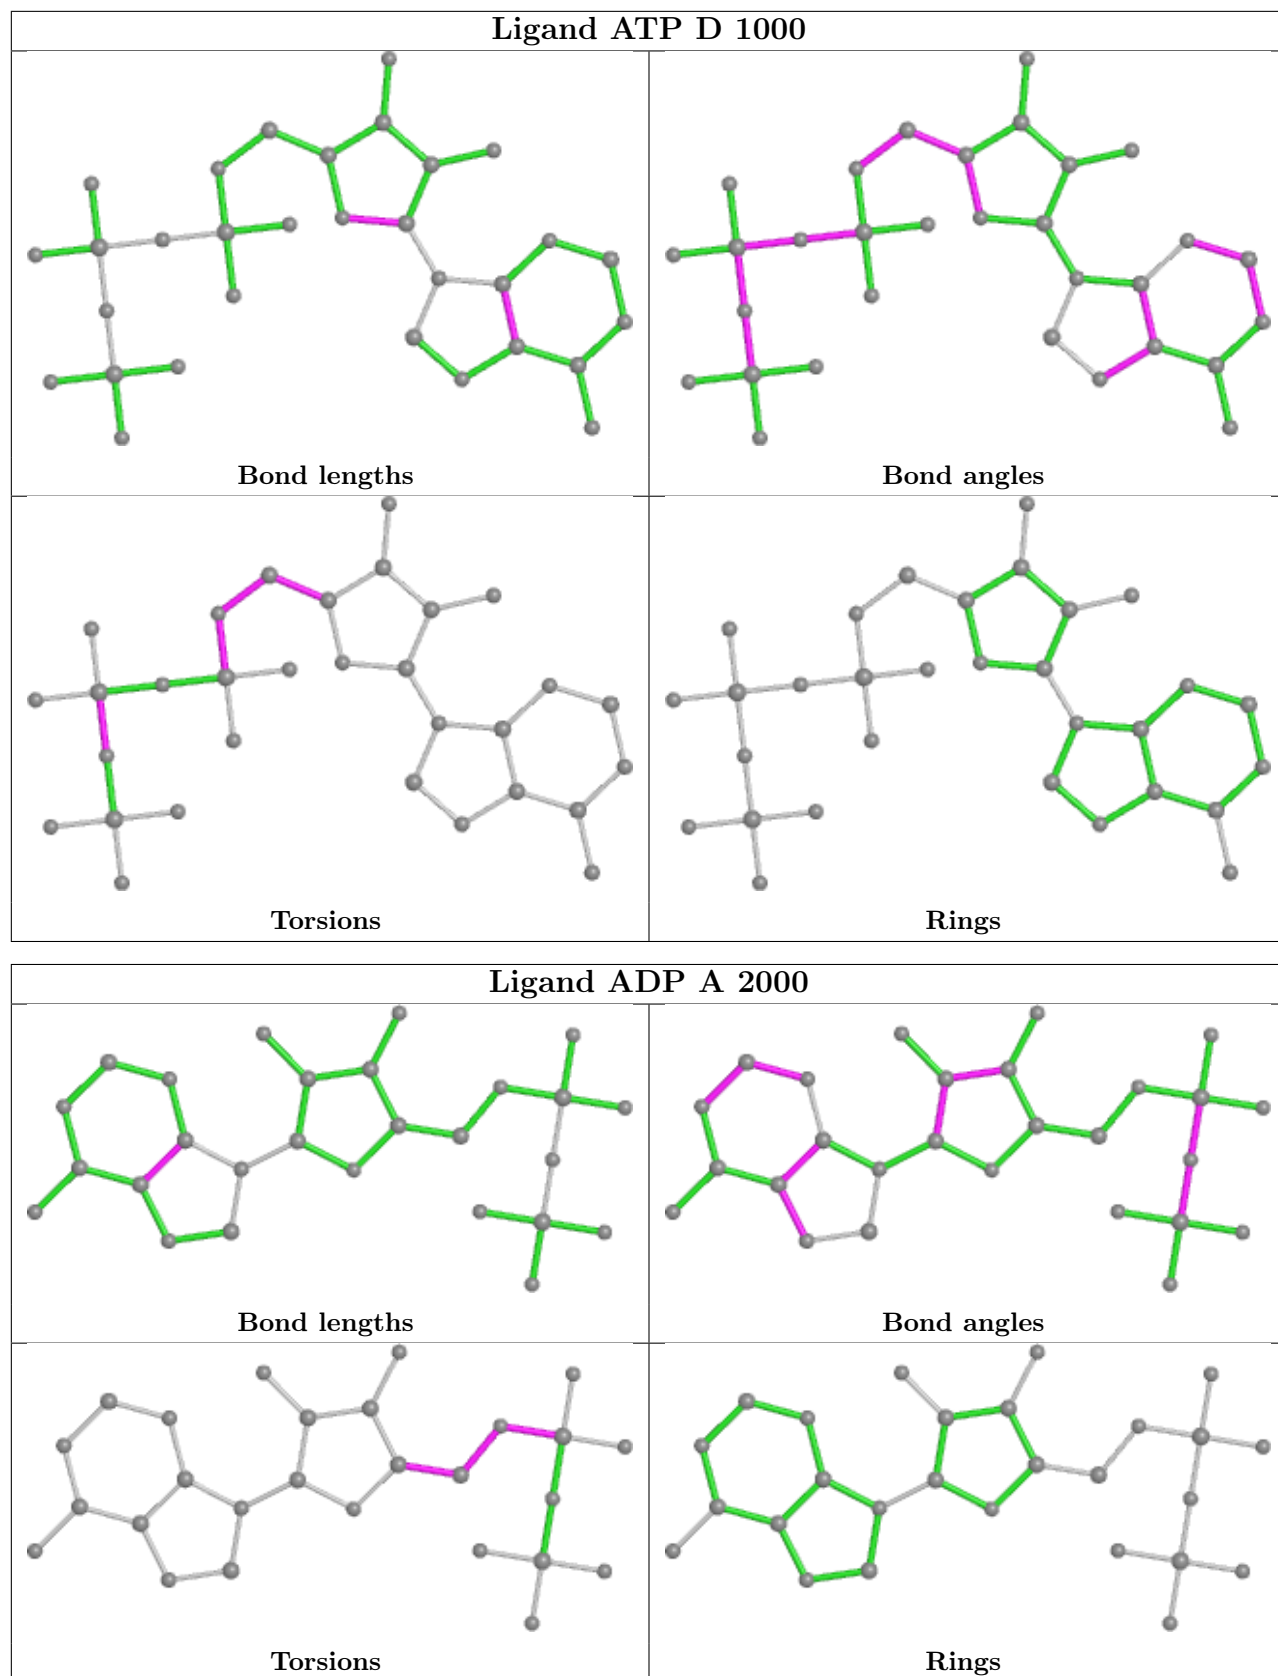 Ligand ATP D 1000
Bond lengths
Bond angles
Torsions
Rings
Ligand ADP A 2000
Bond lengths
Bond angles
Torsions
Rings